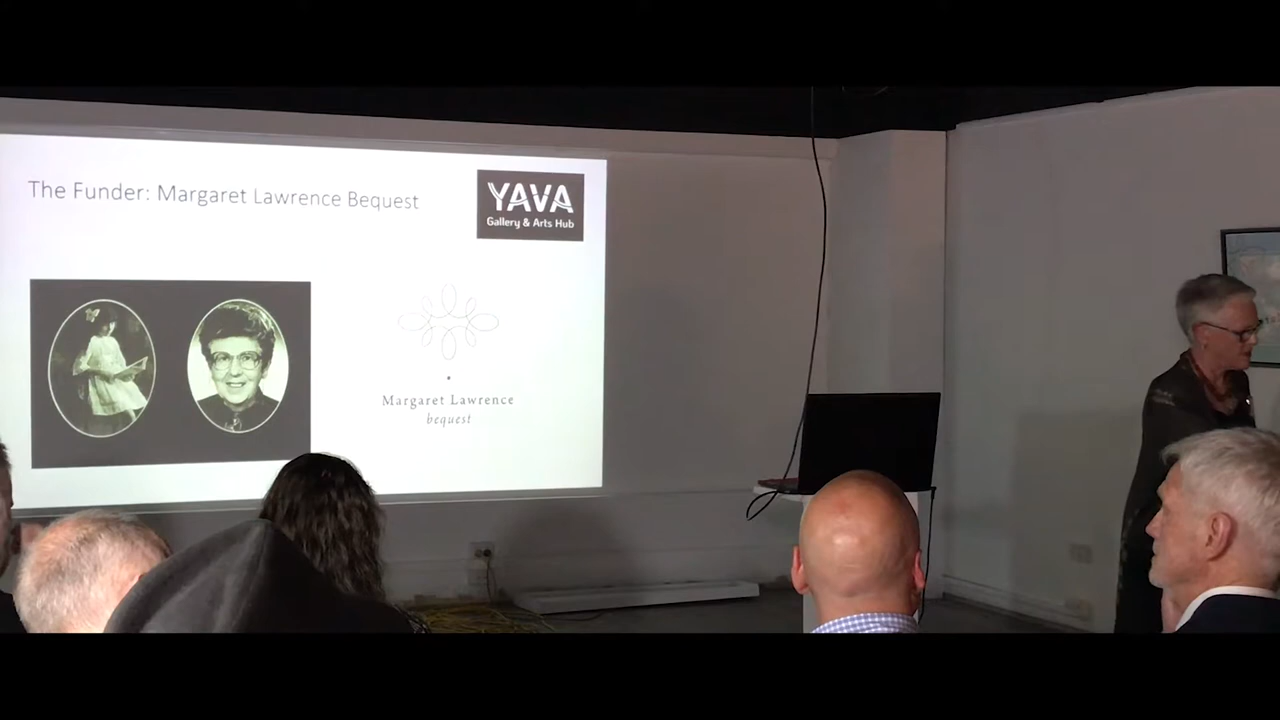 The Funder: Margaret Lawrence Bequest
YAVA
Gallery & Arts Hub
Margaret Lawrence
bequest